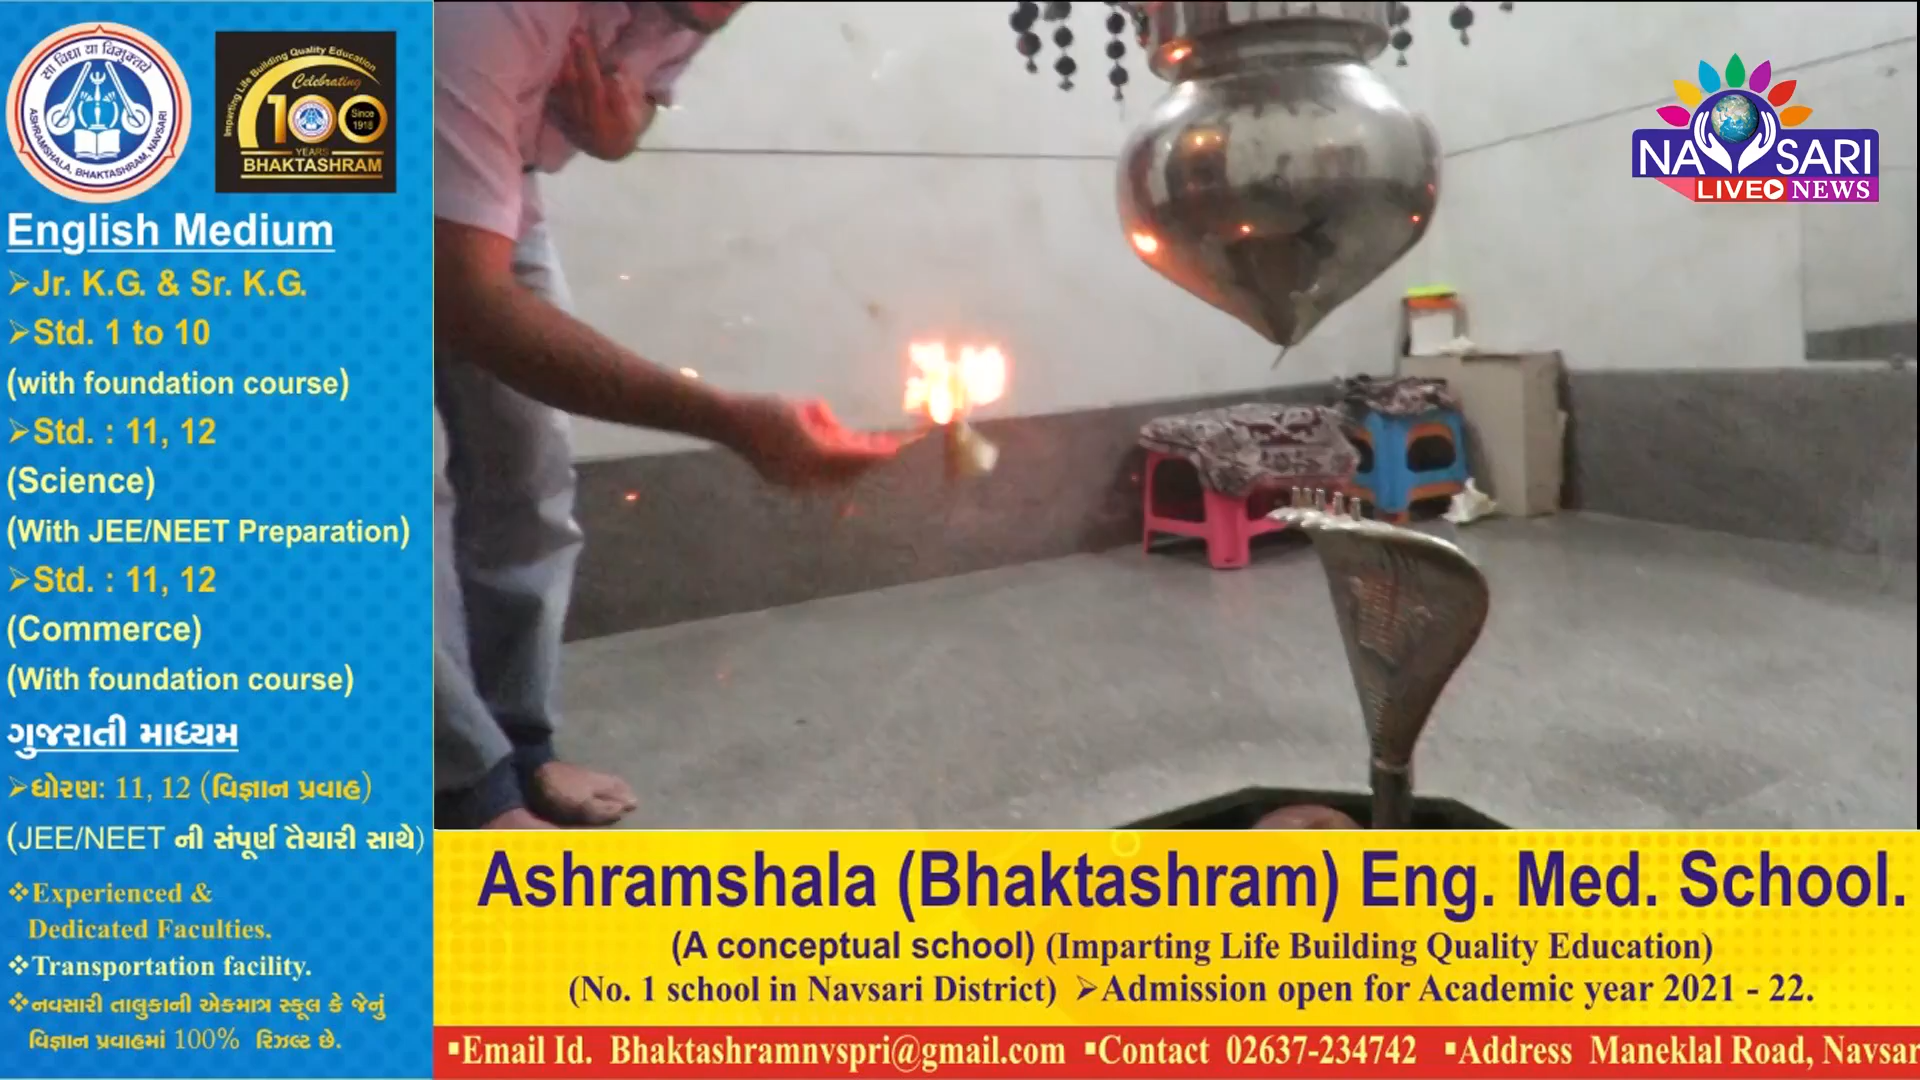 सा विद्या या विमुक्तये
ASHRAMSHALA, BHAKTASHRAM, NAVSARI
Imparting Life Building Quality Education
Celebrating
100
Since
1918
YEARS
BHAKTASHRAM
English Medium
➢Jr. K.G. & Sr. K.G.
➢Std. 1 to 10
(with foundation course)
➢Std. : 11, 12
(Science)
(With JEE/NEET Preparation)
➢Std. : 11, 12
(Commerce)
(With foundation course)
ગુજરાતી માધ્યમ
➢ધોરણ: 11, 12 (વિજ્ઞાન પ્રવાહ)
(JEE/NEET ની સંપૂર્ણ તૈયારી સાથે)
❖Experienced &
Dedicated Faculties.
❖Transportation facility.
❖નવસારી તાલુકાની એકમાત્ર સ્કૂલ કે જેનું
વિજ્ઞાન પ્રવાહમાં 100% રિઝલ્ટ છે.
NAVSARI
LIVE NEWS
Ashramshala (Bhaktashram) Eng. Med. School.
(A conceptual school) (Imparting Life Building Quality Education)
(No. 1 school in Navsari District) ➢Admission open for Academic year 2021 - 22.
▪Email Id. Bhaktashramnvspri@gmail.com ▪Contact 02637-234742 ▪Address Maneklal Road, Navsar